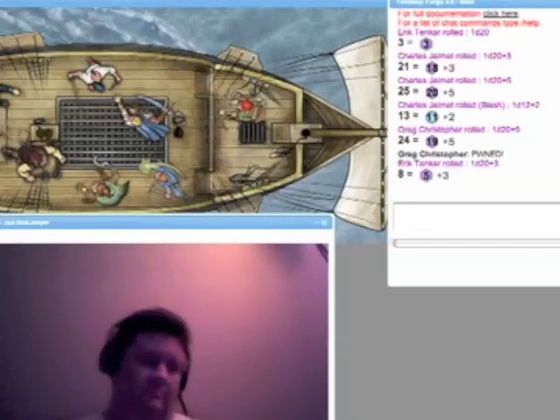 For full documentation click here
For a list of chat commands type /help
Erik Tenkar rolled : 1d20
3 = 3
Charles Jaimet rolled : 1d20+3
21 = 18 +3
Charles Jaimet rolled : 1d20+5
25 = 20 +5
Charles Jaimet rolled (Slash) : 1d12+2
13 = 11 +2
Greg Christopher rolled : 1d20+5
24 = 19 +5
Greg Christopher: PWNED!
Erik Tenkar rolled : 1d20+3
8 = 5 +3